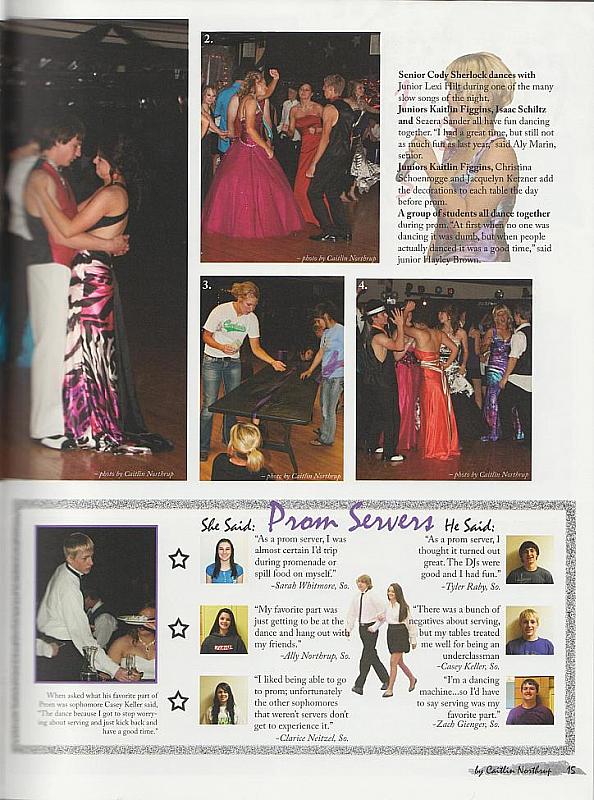 2.
Senior Cody Sherlock dances with
Junior Lexi Hilt during one of the many
slow songs of the night.
Juniors Kaitlin Figgins, Isaac Schiltz
and Sezera Sander all have fun dancing
together. "I had a great time, but still not
as much fun as last year," said Aly Marin,
senior.
Juniors Kaitlin Figgins, Christina
Schoenrogge and Jacquelyn Ketzner add
the decorations to each table the day
before prom.
A group of students all dance together
during prom. "At first when no one was
dancing it was dumb, but when people
actually danced it was a good time," said
junior Hayley Brown.
– photo by Caitlin Northrup
3.
4.
– photo by Caitlin Northrup
– photo by Caitlin Northrup
– photo by Caitlin Northrup
She Said: Prom Servers He Said:
"As a prom server, I was
almost certain I'd trip
during promenade or
spill food on myself."
-Sarah Whitmore, So.
"As a prom server, I
thought it turned out
great. The DJs were
good and I had fun."
-Tyler Raby, So.
"My favorite part was
just getting to be at the
dance and hang out with
my friends."
-Ally Northrup, So.
"There was a bunch of
negatives about serving,
but my tables treated
me well for being an
underclassman
-Casey Keller, So.
"I liked being able to go
to prom; unfortunately
the other sophomores
that weren't servers don't
get to experience it."
-Clarice Neitzel, So.
"I'm a dancing
machine...so I'd have
to say serving was my
favorite part."
-Zach Gienger, So.
When asked what his favorite part of
Prom was sophomore Casey Keller said,
"The dance because I got to stop worry-
ing about serving and just kick back and
have a good time."
by Caitlin Northrup 15